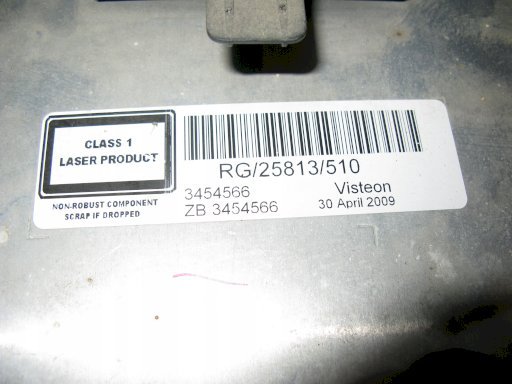 CLASS 1
LASER PRODUCT
NON-ROBUST COMPONENT
SCRAP IF DROPPED
RG/25813/510
3454566
Visteon
ZB 3454566
30 April 2009